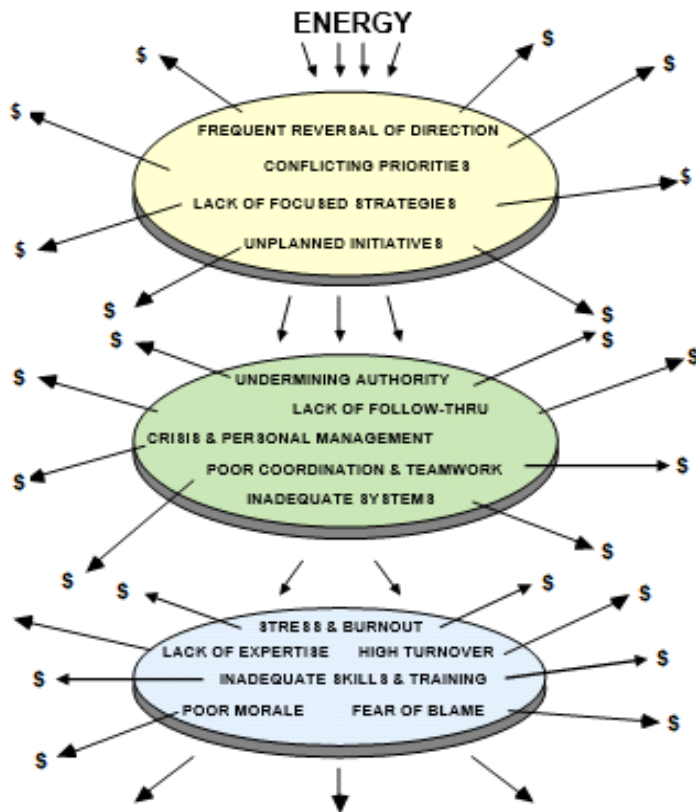 ENERGY
$ $
$ $
FREQUENT REVERSAL OF DIRECTION
CONFLICTING PRIORITIES
$
LACK OF FOCUSED STRATEGIES
$
UNPLANNED INITIATIVES
$ $
$ $
UNDERMINING AUTHORITY
$ $
LACK OF FOLLOW-THRU
CRISIS & PERSONAL MANAGEMENT
POOR COORDINATION & TEAMWORK $
$
INADEQUATE SYSTEMS
$ $
$ $ $
STRESS & BURNOUT
LACK OF EXPERTISE HIGH TURNOVER
$
$ INADEQUATE SKILLS & TRAINING
POOR MORALE FEAR OF BLAME
$
$